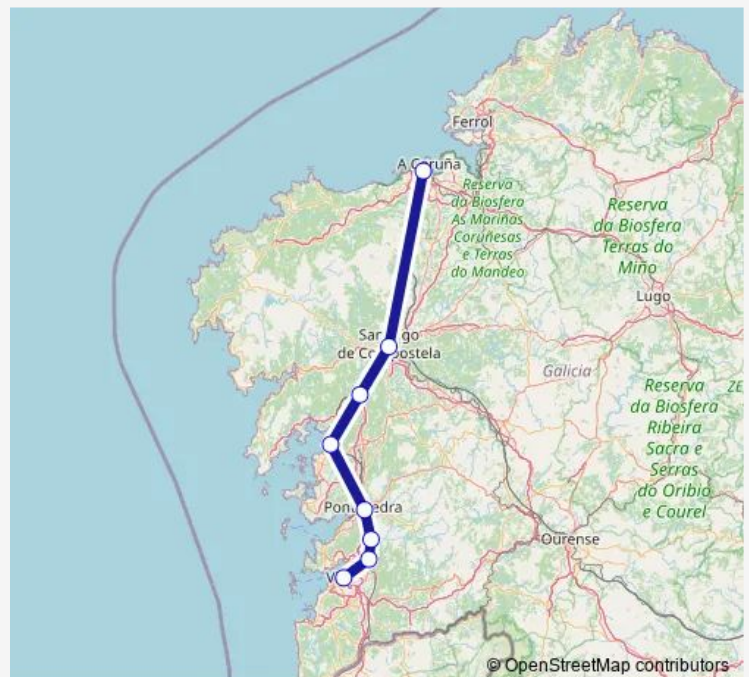 Ferrol
A Coruña
Reserva
da Biosfera
As Mariñas
Coruñesas
e Terras
do Mandeo
Reserva
da Biosfera
Terras do
Miño
Lugo
Santiago
de Compostela
Galicia
Reserva
da Biosfera
Ribeira
Sacra e
Serras
do Oribio
e Courel
ZE
Pontevedra
Ourense
V
© OpenStreetMap contributors